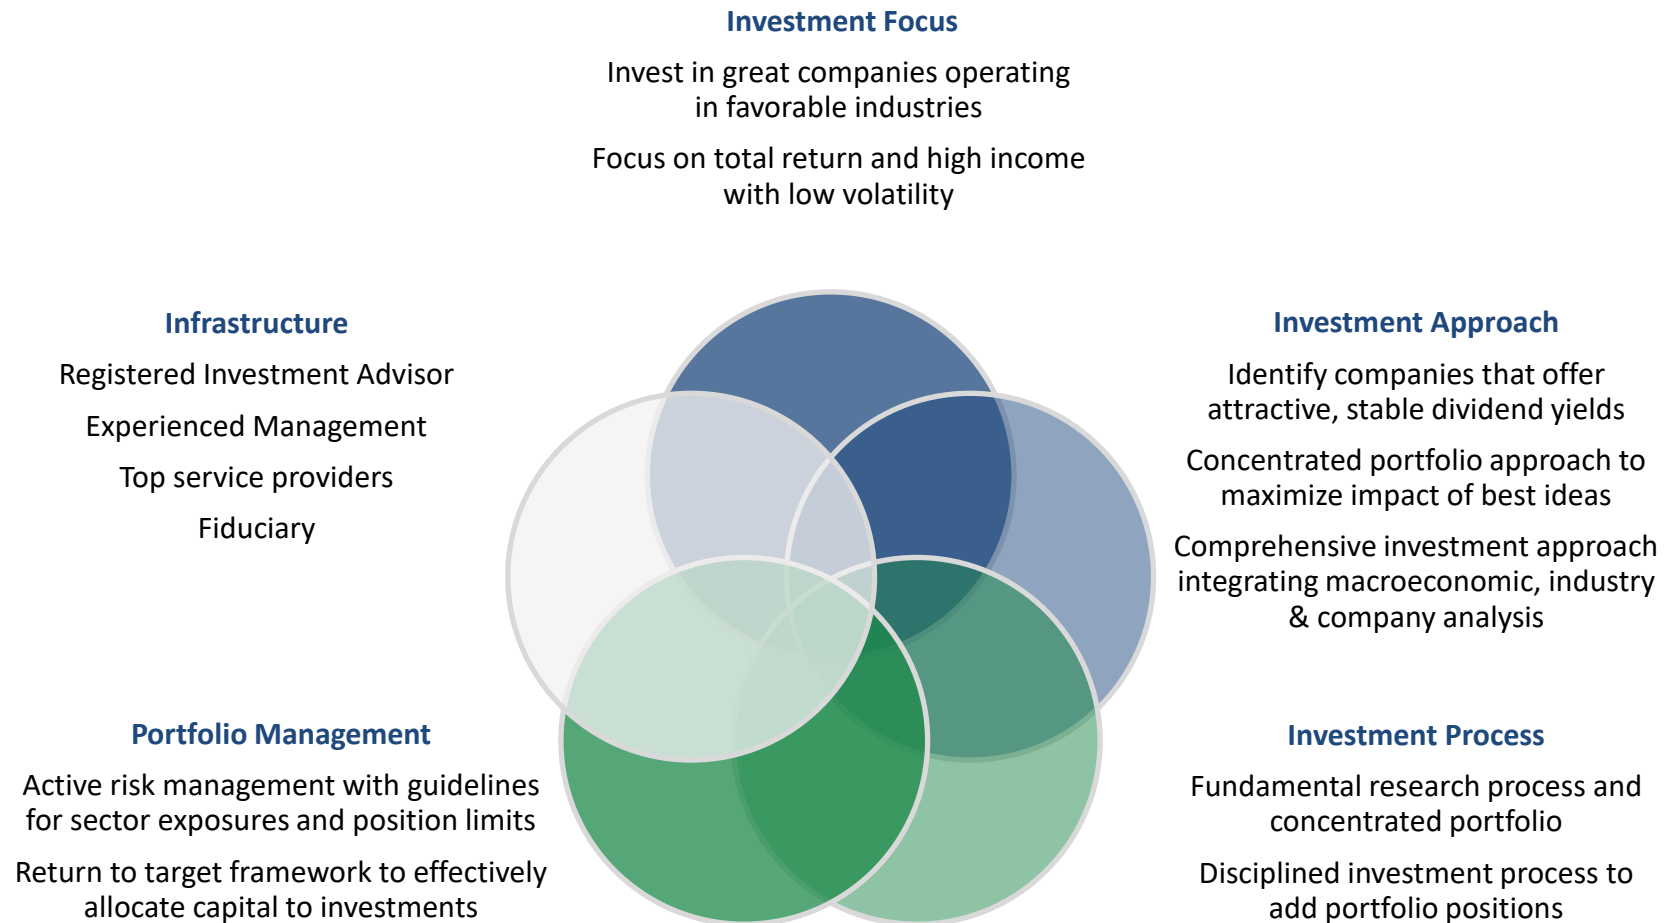 Investment Focus
Invest in great companies operating
in favorable industries
Focus on total return and high income
with low volatility
Infrastructure
Registered Investment Advisor
Experienced Management
Top service providers
Fiduciary
Investment Approach
Identify companies that offer
attractive, stable dividend yields
Concentrated portfolio approach to
maximize impact of best ideas
Comprehensive investment approach
integrating macroeconomic, industry
& company analysis
Portfolio Management
Active risk management with guidelines
for sector exposures and position limits
Return to target framework to effectively
allocate capital to investments
Investment Process
Fundamental research process and
concentrated portfolio
Disciplined investment process to
add portfolio positions